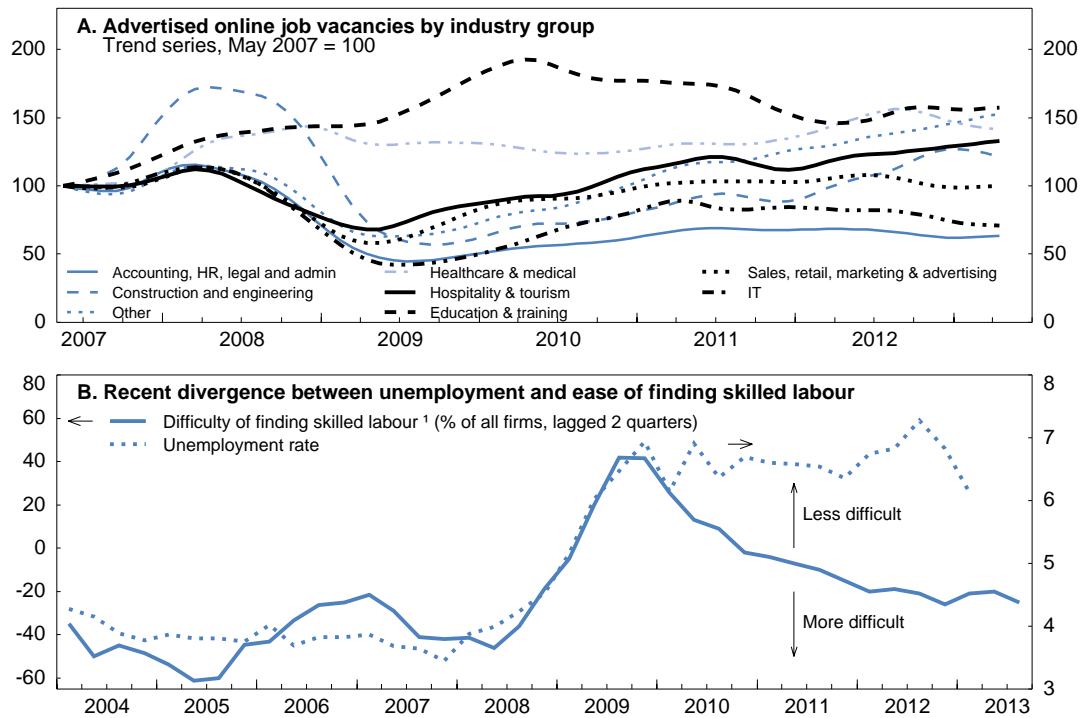 A. Advertised online job vacancies by industry group
Trend series, May 2007 = 100
200 200
150 150
100 100
50 50
0 0
Accounting, HR, legal and admin Healthcare & medical Sales, retail, marketing & advertising
Construction and engineering Hospitality & tourism IT
Other Education & training
2007 2008 2009 2010 2011 2012
B. Recent divergence between unemployment and ease of finding skilled labour
Difficulty of finding skilled labour ¹ (% of all firms, lagged 2 quarters)
Unemployment rate
80 8
60 7
40
20 6
Less difficult
0 5
-20
More difficult
-40 4
-60 3
2004 2005 2006 2007 2008 2009 2010 2011 2012 2013